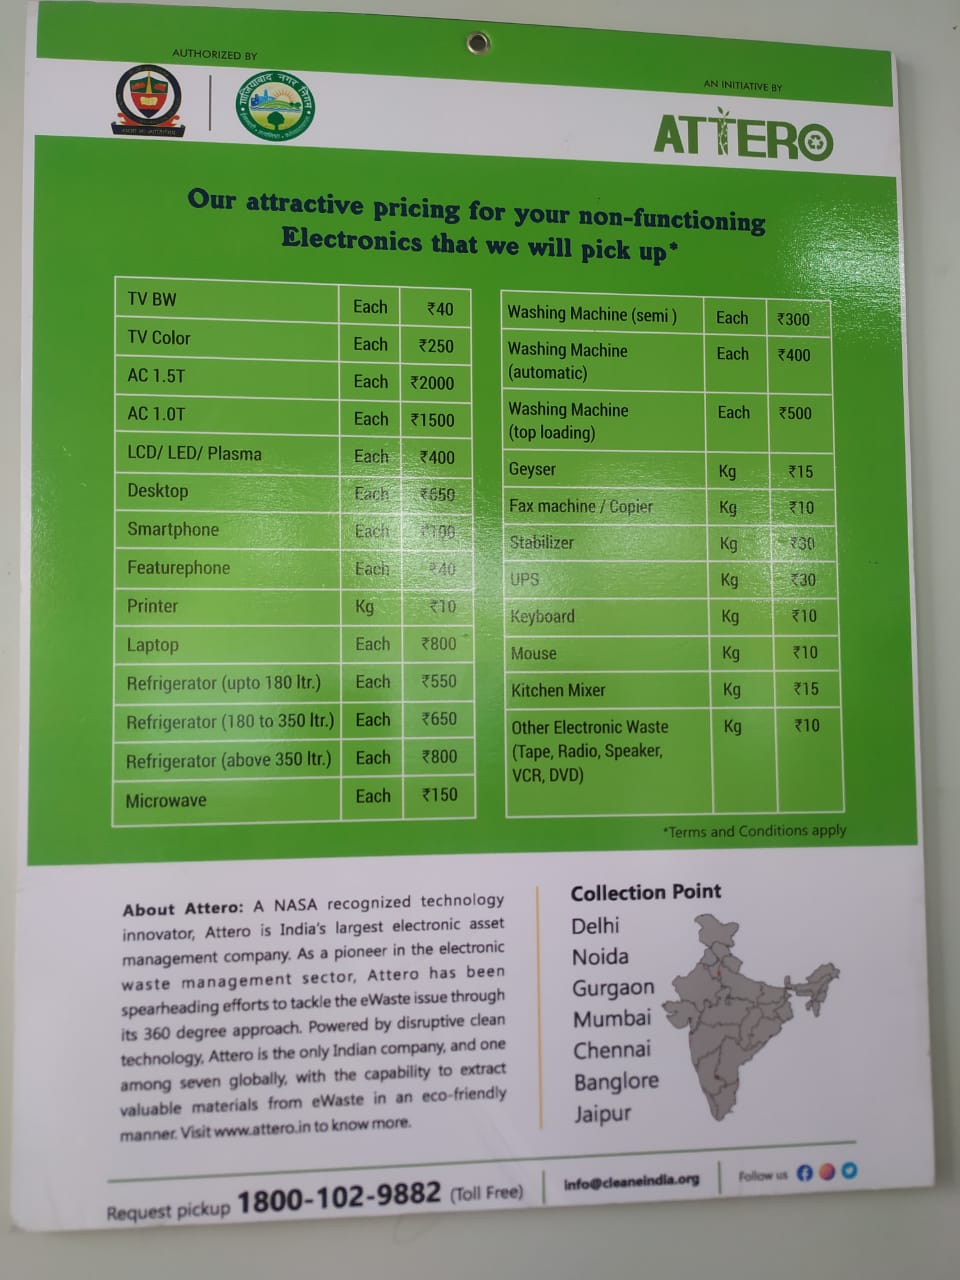 AUTHORIZED BY
गाजियाबाद नगर निगम
AN INITIATIVE BY
ATTERO
Our attractive pricing for your non-functioning
Electronics that we will pick up*
TV BW Each ₹40
TV Color Each ₹250
AC 1.5T Each ₹2000
AC 1.0T Each ₹1500
LCD/ LED/ Plasma Each ₹400
Desktop Each ₹650
Smartphone Each ₹100
Featurephone Each ₹40
Printer Kg ₹10
Laptop Each ₹800
Refrigerator (upto 180 ltr.) Each ₹550
Refrigerator (180 to 350 ltr.) Each ₹650
Refrigerator (above 350 ltr.) Each ₹800
Microwave Each ₹150
Washing Machine (semi ) Each ₹300
Washing Machine Each ₹400
(automatic)
Washing Machine Each ₹500
(top loading)
Geyser Kg ₹15
Fax machine / Copier Kg ₹10
Stabilizer Kg ₹30
UPS Kg ₹30
Keyboard Kg ₹10
Mouse Kg ₹10
Kitchen Mixer Kg ₹15
Other Electronic Waste Kg ₹10
(Tape, Radio, Speaker,
VCR, DVD)
*Terms and Conditions apply
About Attero: A NASA recognized technology
innovator, Attero is India's largest electronic asset
management company. As a pioneer in the electronic
waste management sector, Attero has been
spearheading efforts to tackle the eWaste issue through
its 360 degree approach. Powered by disruptive clean
technology, Attero is the only Indian company, and one
among seven globally, with the capability to extract
valuable materials from eWaste in an eco-friendly
manner. Visit www.attero.in to know more.
Collection Point
Delhi
Noida
Gurgaon
Mumbai
Chennai
Banglore
Jaipur
Request pickup 1800-102-9882 (Toll Free)
info@cleaneindia.org
Follow us